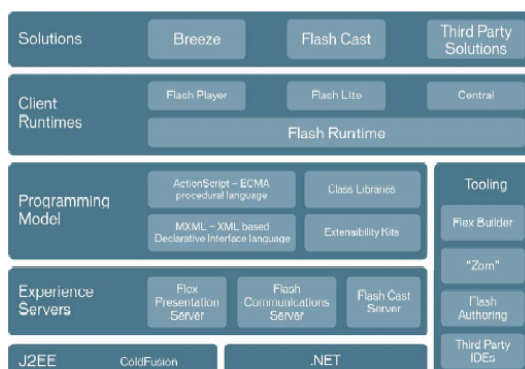 Solutions
Breeze
Flash Cast
Third Party
Solutions
Client
Runtimes
Flash Player
Flash Lite
Central
Flash Runtime
Programming
Model
ActionScript – ECMA
procedural language
Class Libraries
MXML – XML based
Declarative Interface language
Extensibility Kits
Tooling
Flex Builder
"Zorn"
Flash
Authoring
Third Party
IDEs
Experience
Servers
Flex
Presentation
Server
Flash
Communications
Server
Flash Cast
Server
J2EE
ColdFusion
.NET